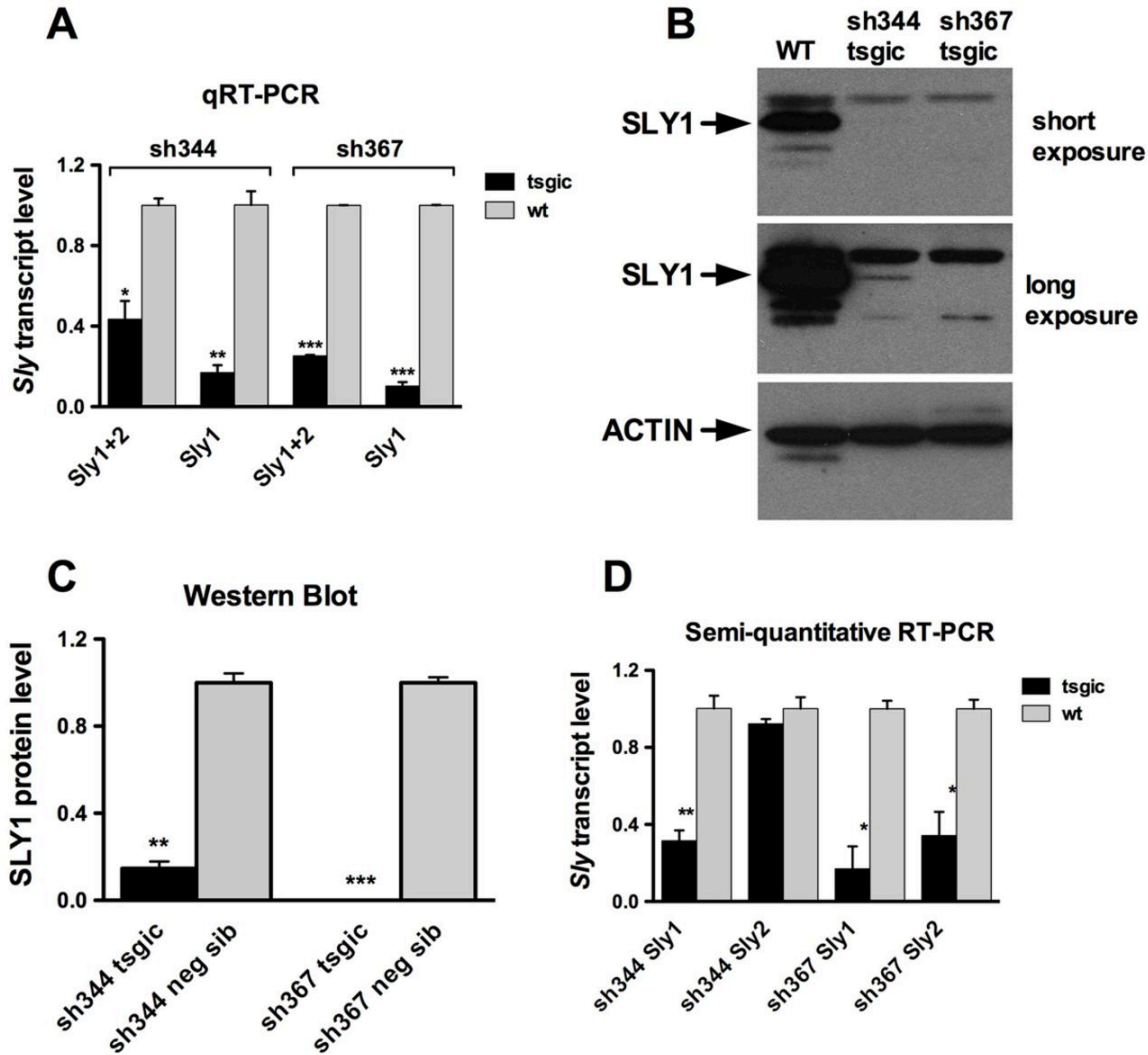 A
qRT-PCR
sh344
sh367
Sly transcript level
1.2
0.8
0.4
0.0
*
**
***
***
tsgic
wt
Sly1+2
Sly1
Sly1+2
Sly1
B
WT
sh344 tsgic
sh367 tsgic
SLY1
short exposure
SLY1
long exposure
ACTIN
C
Western Blot
SLY1 protein level
1.2
0.8
0.4
0.0
**
***
sh344 tsgic
sh344 neg sib
sh367 tsgic
sh367 neg sib
D
Semi-quantitative RT-PCR
Sly transcript level
1.2
0.8
0.4
0.0
**
*
*
tsgic
wt
sh344 Sly1
sh344 Sly2
sh367 Sly1
sh367 Sly2